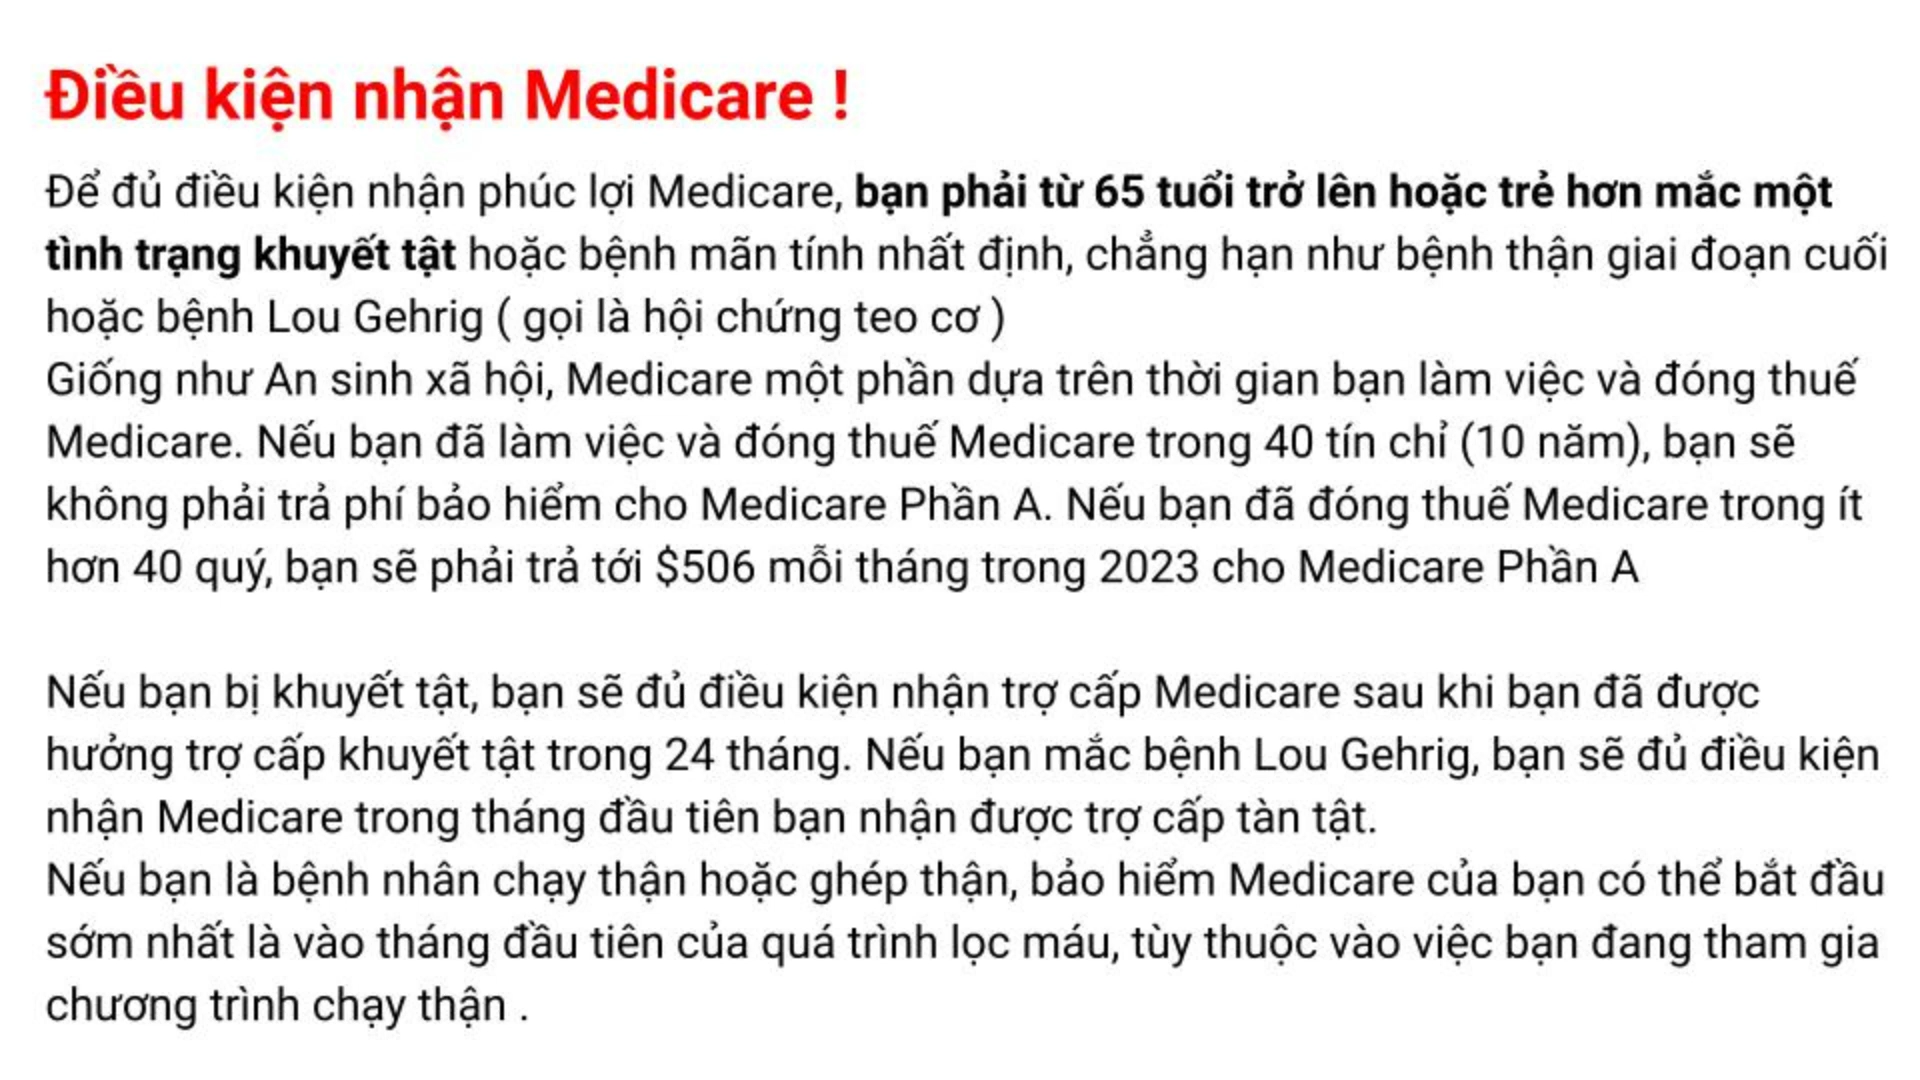 Điều kiện nhận Medicare !
Để đủ điều kiện nhận phúc lợi Medicare, bạn phải từ 65 tuổi trở lên hoặc trẻ hơn mắc một
tình trạng khuyết tật hoặc bệnh mãn tính nhất định, chẳng hạn như bệnh thận giai đoạn cuối
hoặc bệnh Lou Gehrig ( gọi là hội chứng teo cơ )
Giống như An sinh xã hội, Medicare một phần dựa trên thời gian bạn làm việc và đóng thuế
Medicare. Nếu bạn đã làm việc và đóng thuế Medicare trong 40 tín chỉ (10 năm), bạn sẽ
không phải trả phí bảo hiểm cho Medicare Phần A. Nếu bạn đã đóng thuế Medicare trong ít
hơn 40 quý, bạn sẽ phải trả tới $506 mỗi tháng trong 2023 cho Medicare Phần A
Nếu bạn bị khuyết tật, bạn sẽ đủ điều kiện nhận trợ cấp Medicare sau khi bạn đã được
hưởng trợ cấp khuyết tật trong 24 tháng. Nếu bạn mắc bệnh Lou Gehrig, bạn sẽ đủ điều kiện
nhận Medicare trong tháng đầu tiên bạn nhận được trợ cấp tàn tật.
Nếu bạn là bệnh nhân chạy thận hoặc ghép thận, bảo hiểm Medicare của bạn có thể bắt đầu
sớm nhất là vào tháng đầu tiên của quá trình lọc máu, tùy thuộc vào việc bạn đang tham gia
chương trình chạy thận .